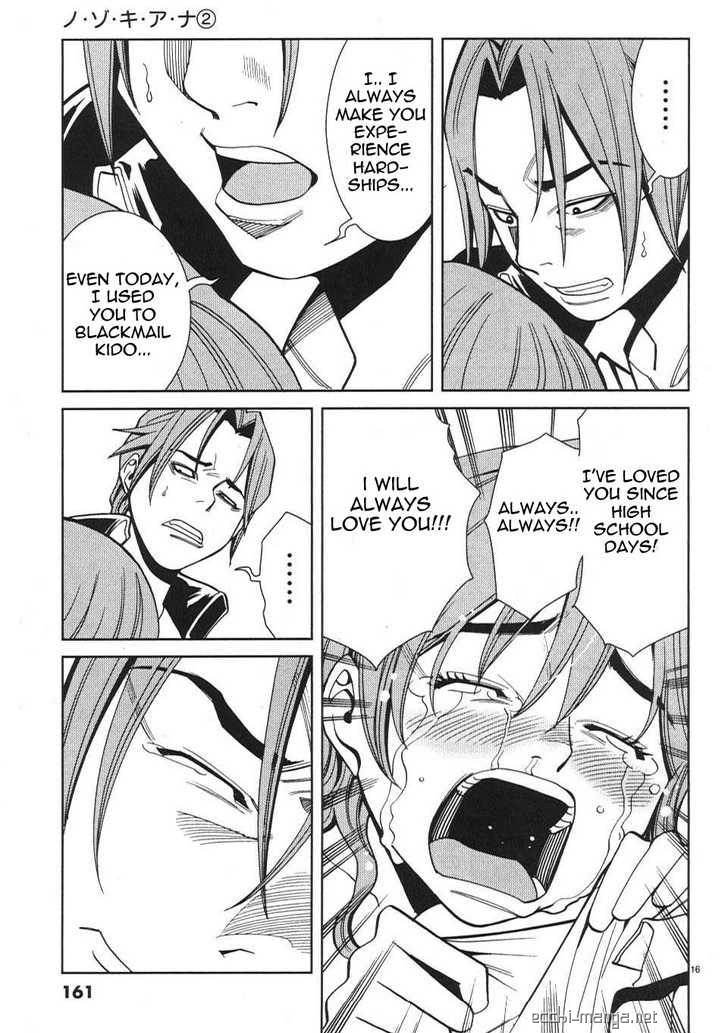 ノ・ゾ・キ・ア・ナ②
......
I.. I
ALWAYS
MAKE YOU
EXPE-
RIENCE
HARD-
SHIPS...
EVEN TODAY,
I USED
YOU TO
BLACKMAIL
KIDO...
I'VE LOVED
YOU SINCE
HIGH
SCHOOL
DAYS!
ALWAYS..
ALWAYS!!
I WILL
ALWAYS
LOVE YOU!!!
......
16
161
ecchi-manga.net